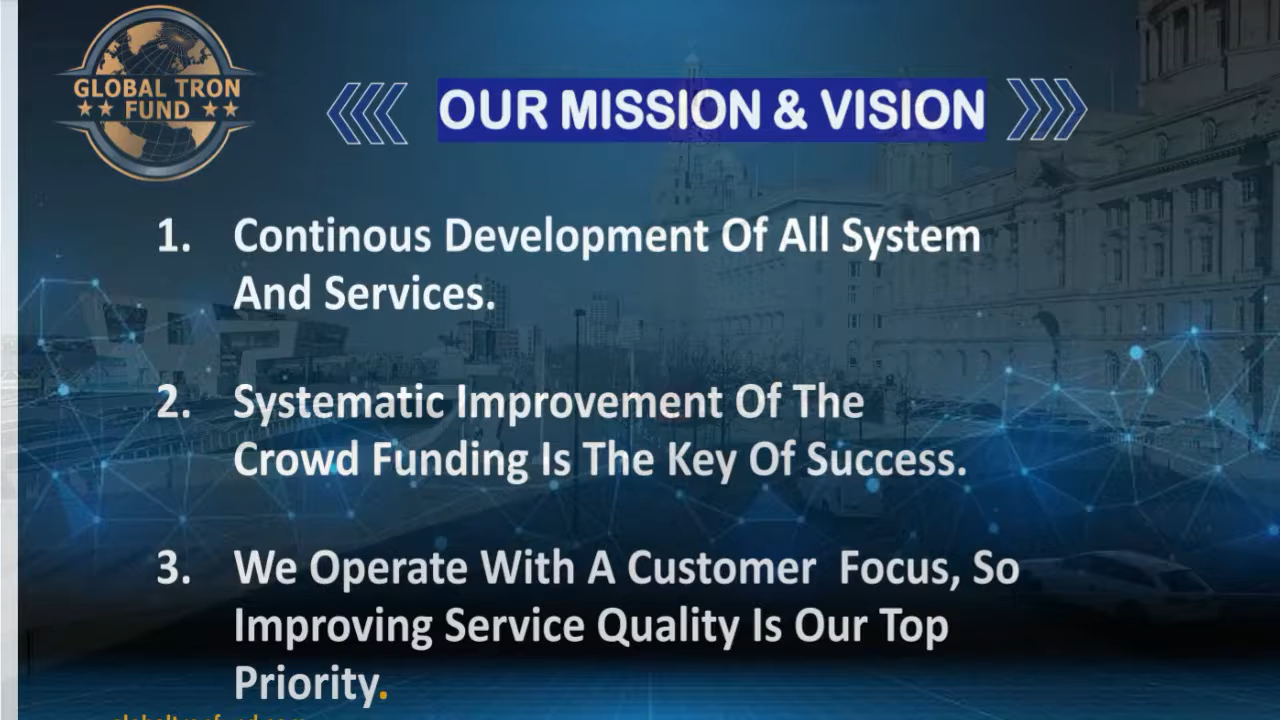 GLOBAL TRON
FUND
OUR MISSION & VISION
1. Continous Development Of All System
And Services.
2. Systematic Improvement Of The
Crowd Funding Is The Key Of Success.
3. We Operate With A Customer Focus, So
Improving Service Quality Is Our Top
Priority.